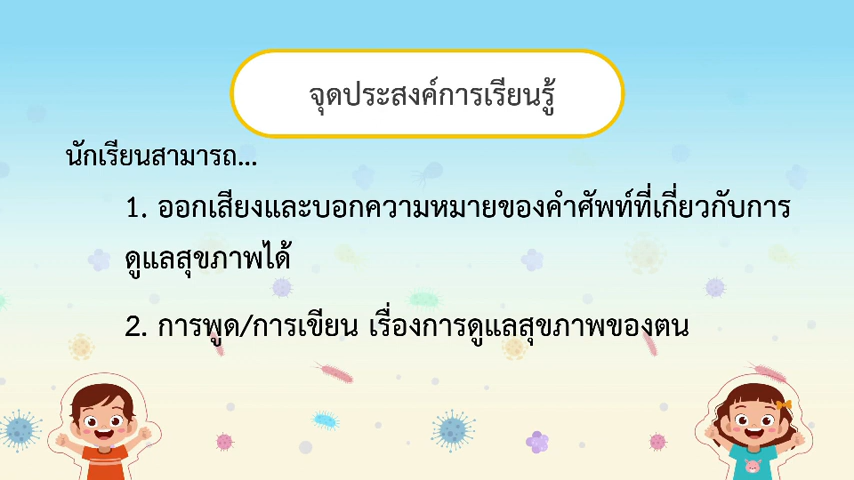 จุดประสงค์การเรียนรู้
นักเรียนสามารถ...
1. ออกเสียงและบอกความหมายของคำศัพท์ที่เกี่ยวกับการ
ดูแลสุขภาพได้
2. การพูด/การเขียน เรื่องการดูแลสุขภาพของตน